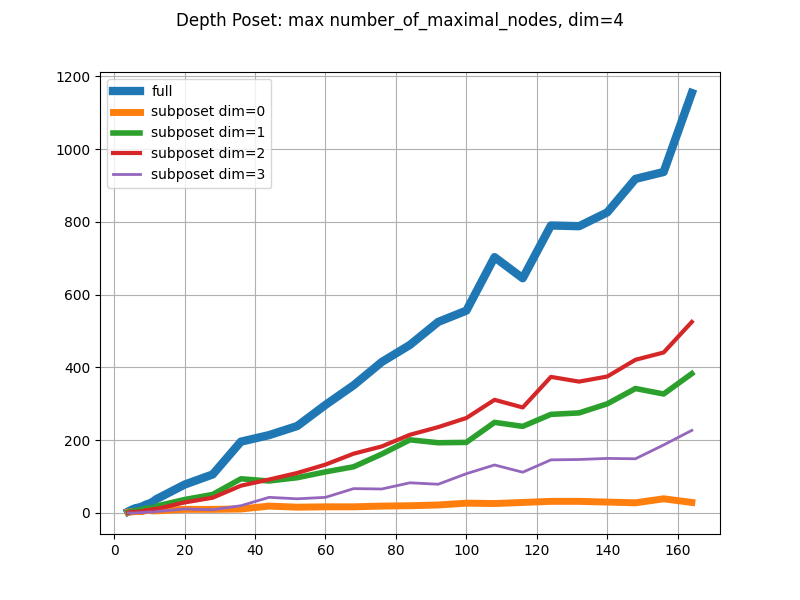 Depth Poset: max number_of_maximal_nodes, dim=4
1200
1000
800
600
400
200
0
full
subposet dim=0
subposet dim=1
subposet dim=2
subposet dim=3
0 20 40 60 80 100 120 140 160